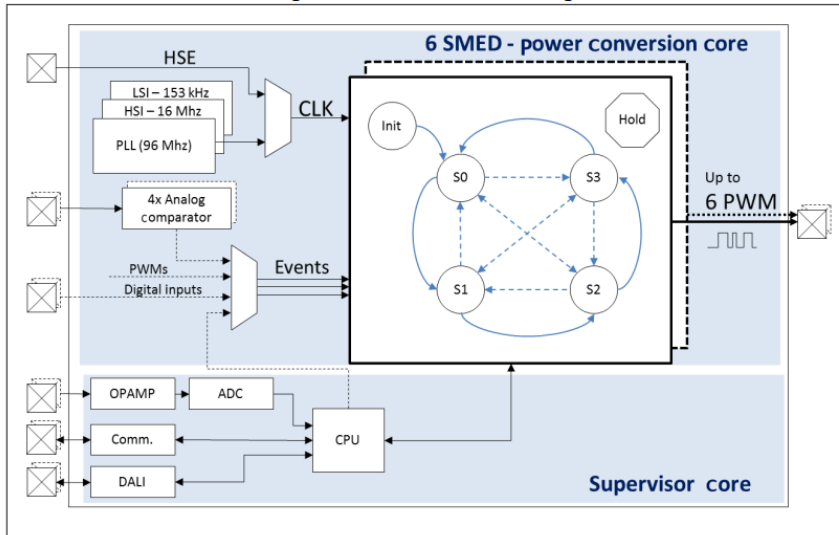 6 SMED - power conversion core
HSE
LSI – 153 kHz
HSI – 16 Mhz
PLL (96 Mhz)
CLK
Init
Hold
S0
S3
S1
S2
Up to
6 PWM
4x Analog
comparator
PWMs
Digital inputs
Events
OPAMP
ADC
Comm.
CPU
DALI
Supervisor core